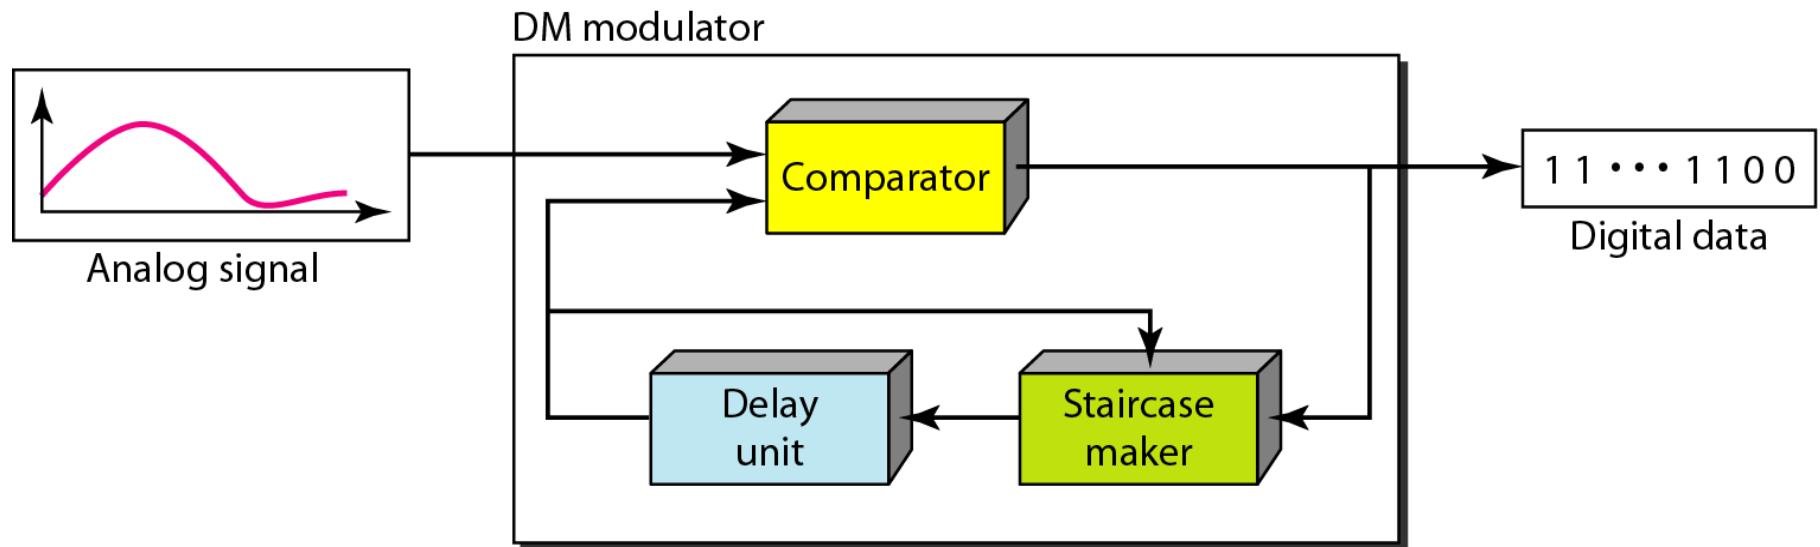 DM modulator
Comparator
1 1 • • • 1 1 0 0
Digital data
Analog signal
Delay
unit
Staircase
maker